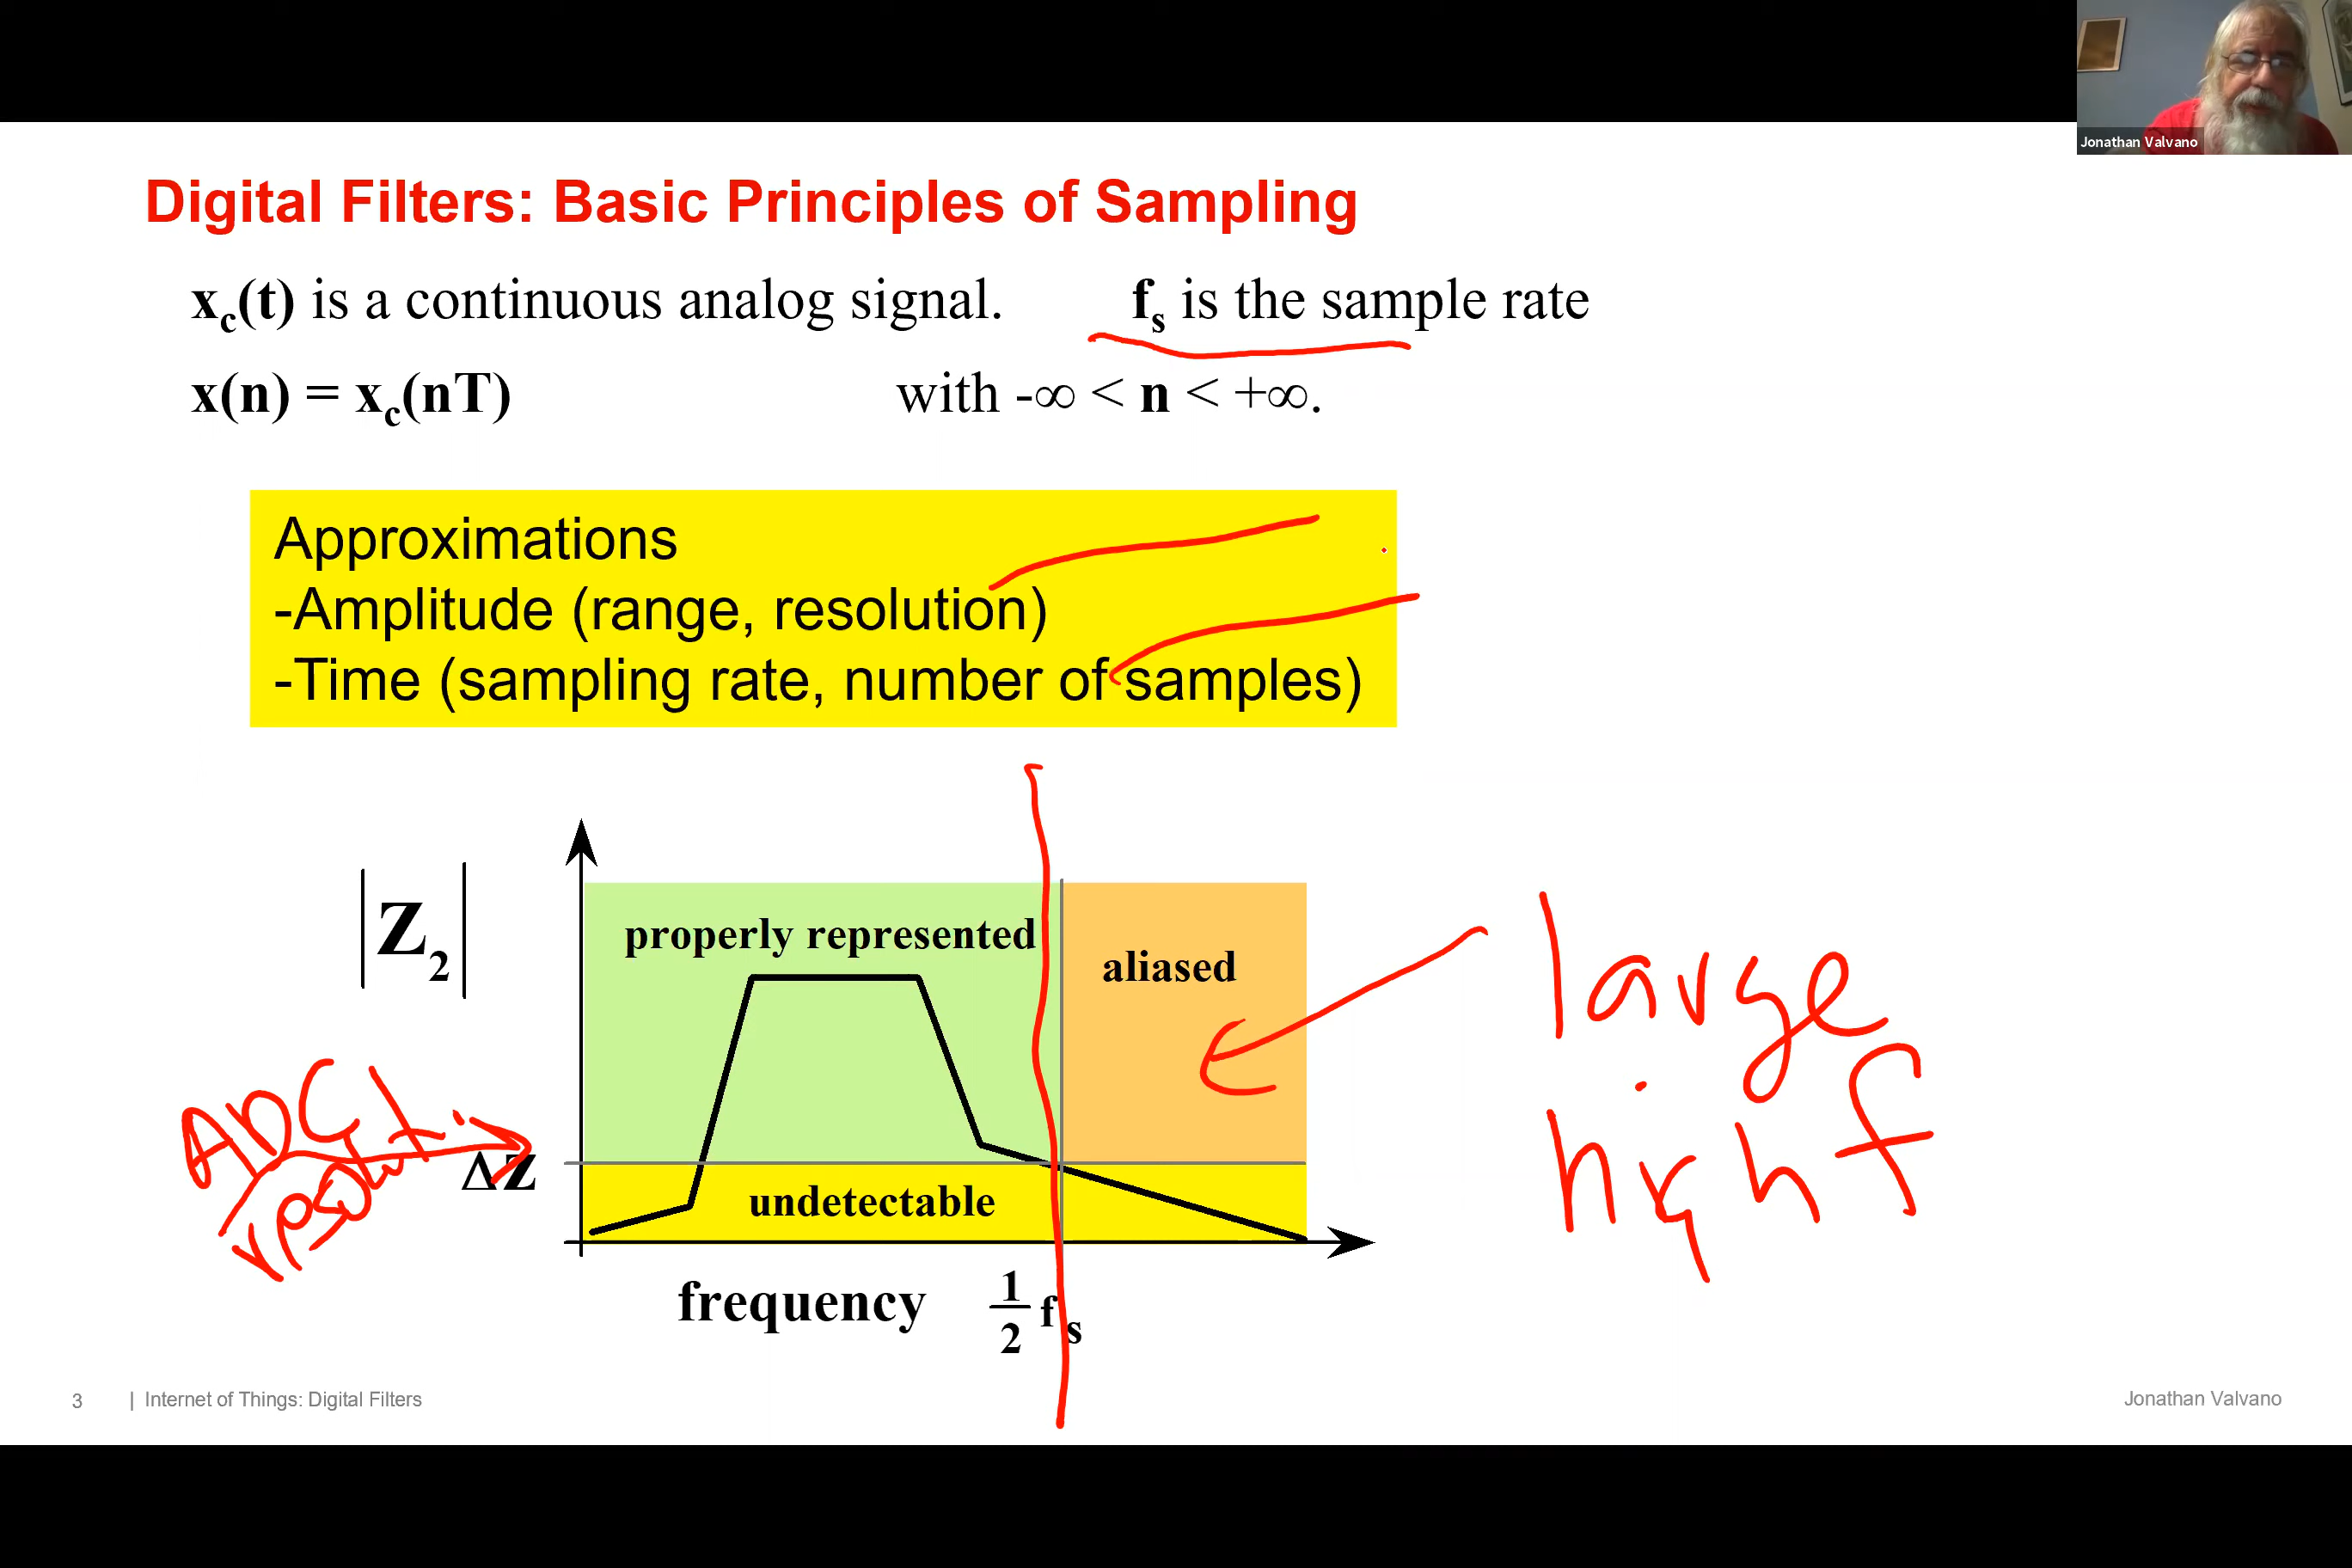 Jonathan Valvano
Digital Filters: Basic Principles of Sampling
xc(t) is a continuous analog signal. fs is the sample rate
x(n) = xc(nT) with -∞ < n < +∞.
Approximations
-Amplitude (range, resolution)
-Time (sampling rate, number of samples)
|Z2|
properly represented
aliased
large
high f
ADC
ΔZ
undetectable
frequency 1/2 fs
3 | Internet of Things: Digital Filters
Jonathan Valvano